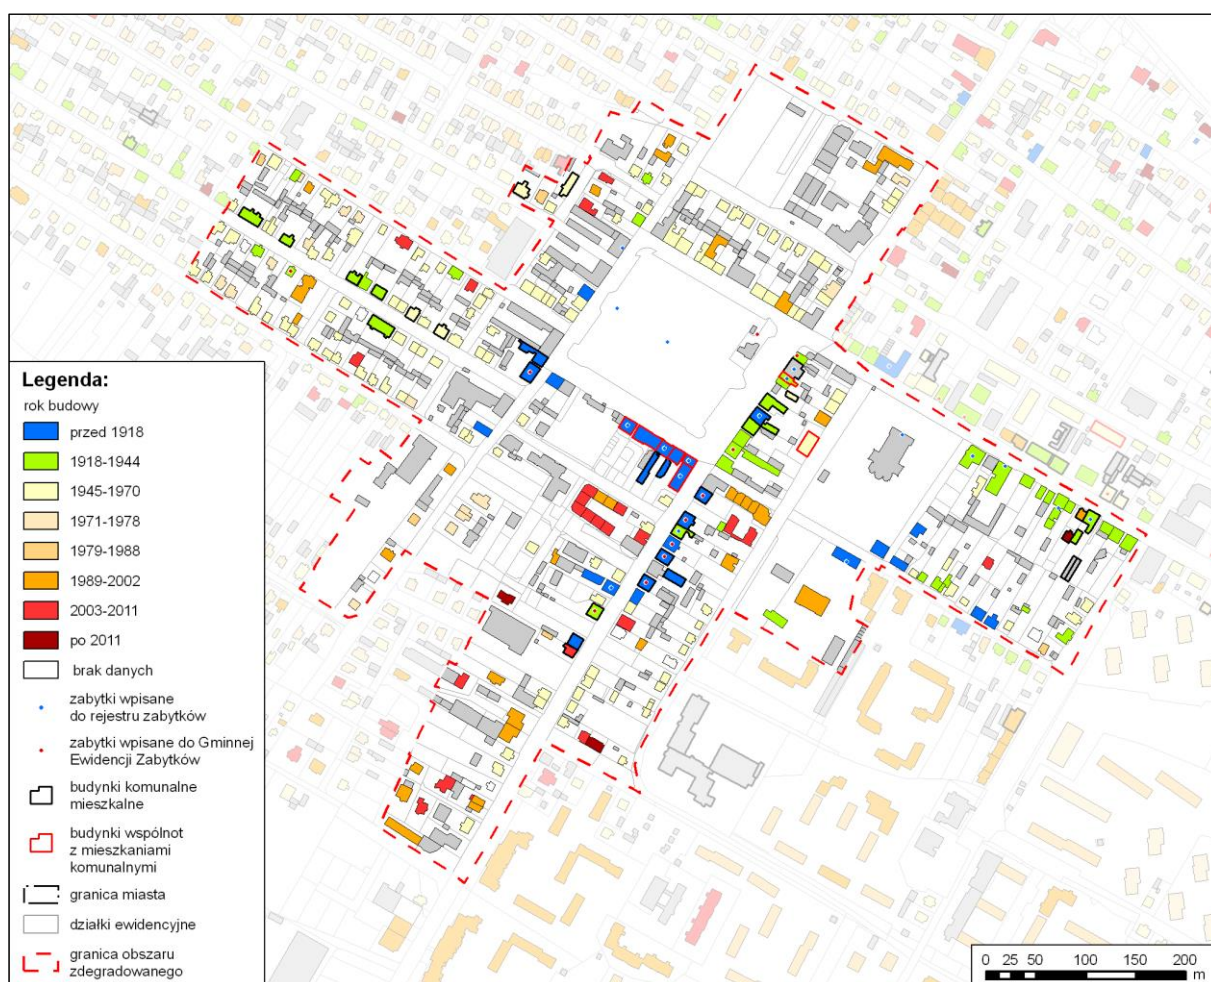 Legenda:
rok budowy
przed 1918
1918-1944
1945-1970
1971-1978
1979-1988
1989-2002
2003-2011
po 2011
brak danych
zabytki wpisane
do rejestru zabytków
zabytki wpisane do Gminnej
Ewidencji Zabytków
budynki komunalne
mieszkalne
budynki wspólnot
z mieszkaniami
komunalnymi
granica miasta
działki ewidencyjne
granica obszaru
zdegradowanego
0 25 50 100 150 200
m